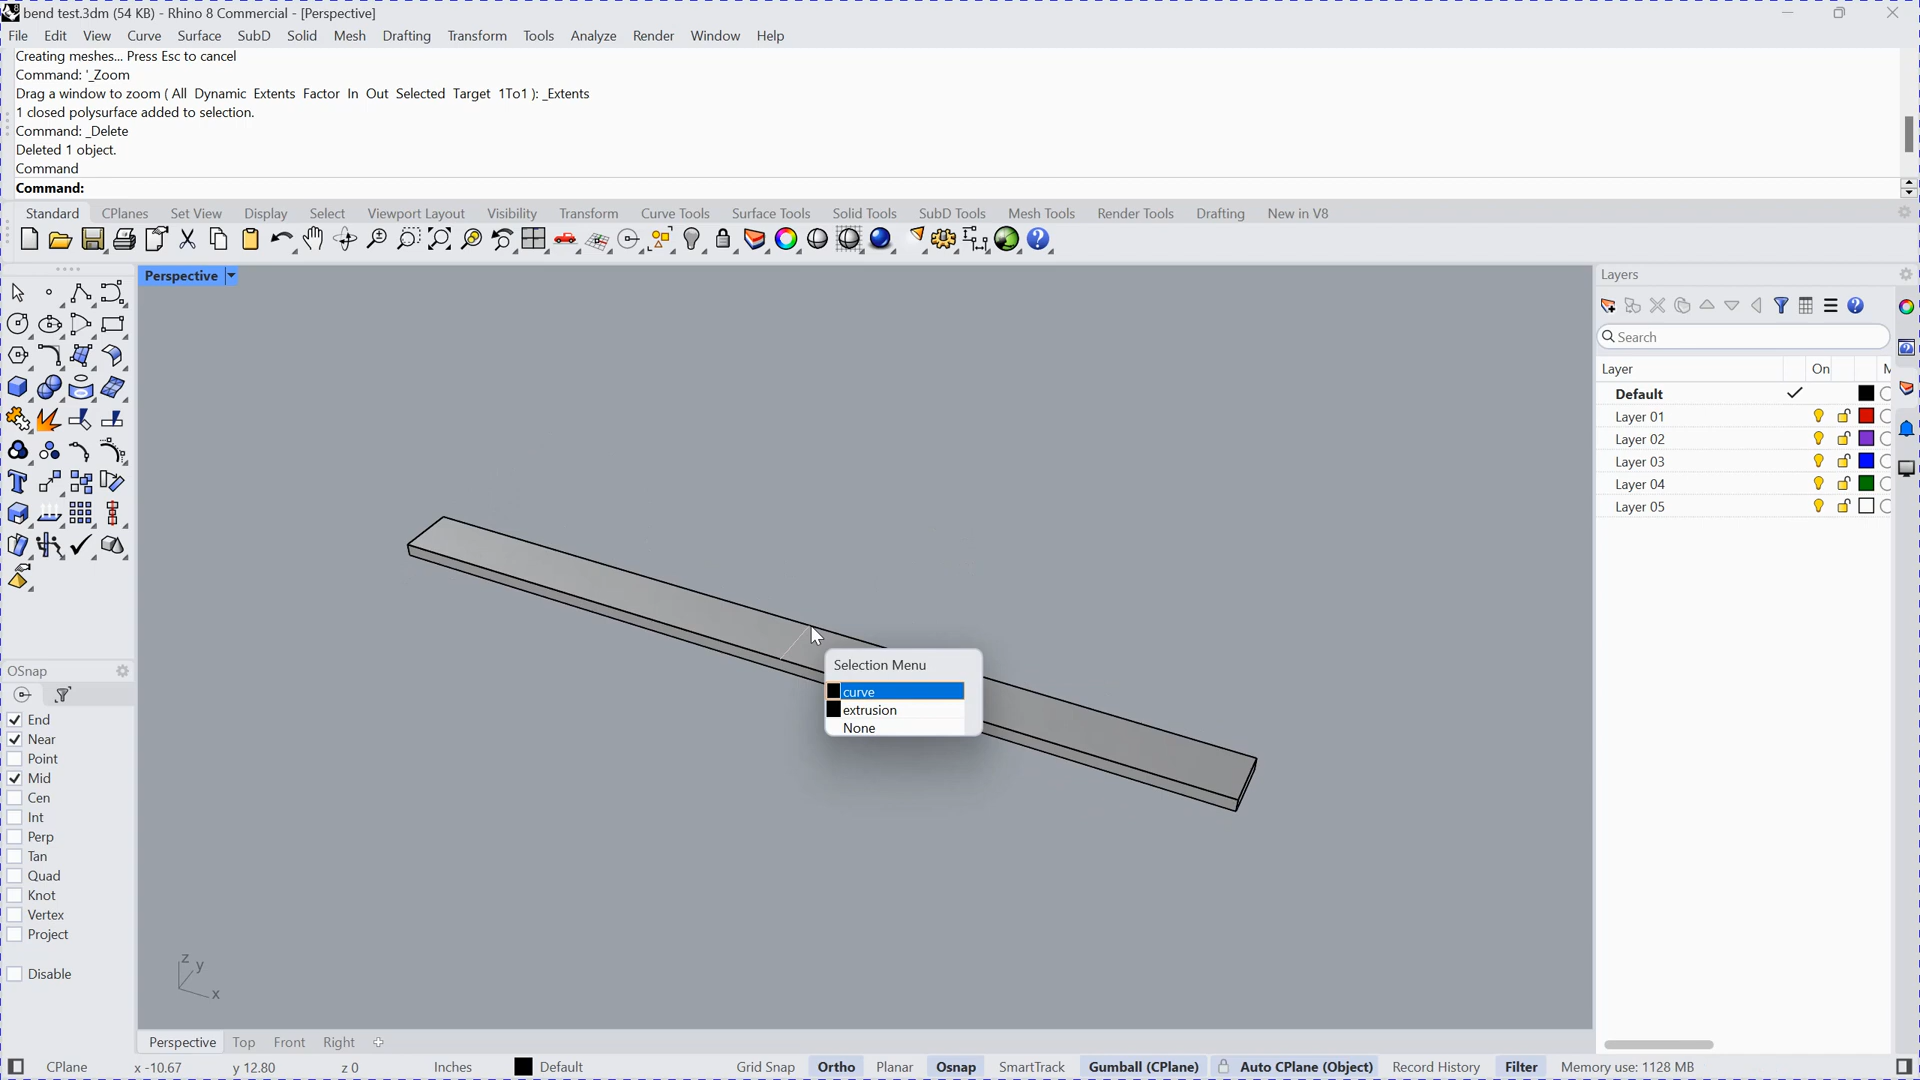 bend test.3dm (54 KB) - Rhino 8 Commercial - [Perspective]
File Edit View Curve Surface SubD Solid Mesh Drafting Transform Tools Analyze Render Window Help
Creating meshes... Press Esc to cancel
Command: '_Zoom
Drag a window to zoom ( All Dynamic Extents Factor In Out Selected Target 1To1 ): _Extents
1 closed polysurface added to selection.
Command: _Delete
Deleted 1 object.
Command
Command:
Standard CPlanes Set View Display Select Viewport Layout Visibility Transform Curve Tools Surface Tools Solid Tools SubD Tools Mesh Tools Render Tools Drafting New in V8
Perspective
Layers
Search
Layer On M
Default
Layer 01
Layer 02
Layer 03
Layer 04
Layer 05
Selection Menu
curve
extrusion
None
OSnap
End
Near
Point
Mid
Cen
Int
Perp
Tan
Quad
Knot
Vertex
Project
Disable
z
y
x
Perspective Top Front Right
CPlane x -10.67 y 12.80 z 0 Inches Default Grid Snap Ortho Planar Osnap SmartTrack Gumball (CPlane) Auto CPlane (Object) Record History Filter Memory use: 1128 MB